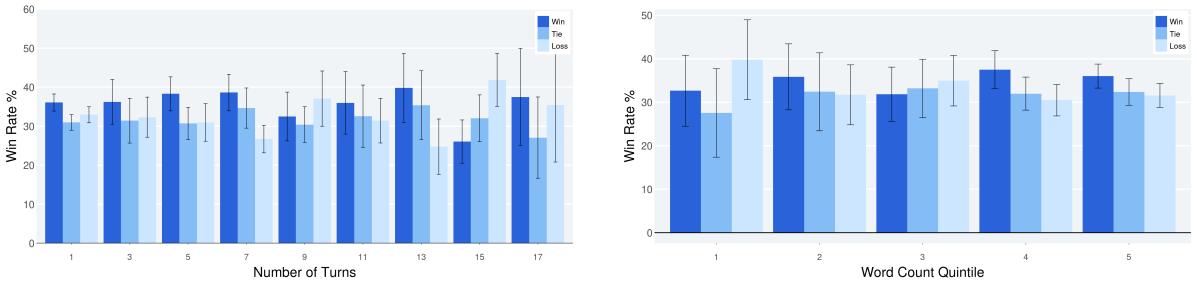 60
50
40
30
20
10
0
Win Rate %
1 3 5 7 9 11 13 15 17
Number of Turns
Win
Tie
Loss
50
40
30
20
10
0
Win Rate %
1 2 3 4 5
Word Count Quintile
Win
Tie
Loss